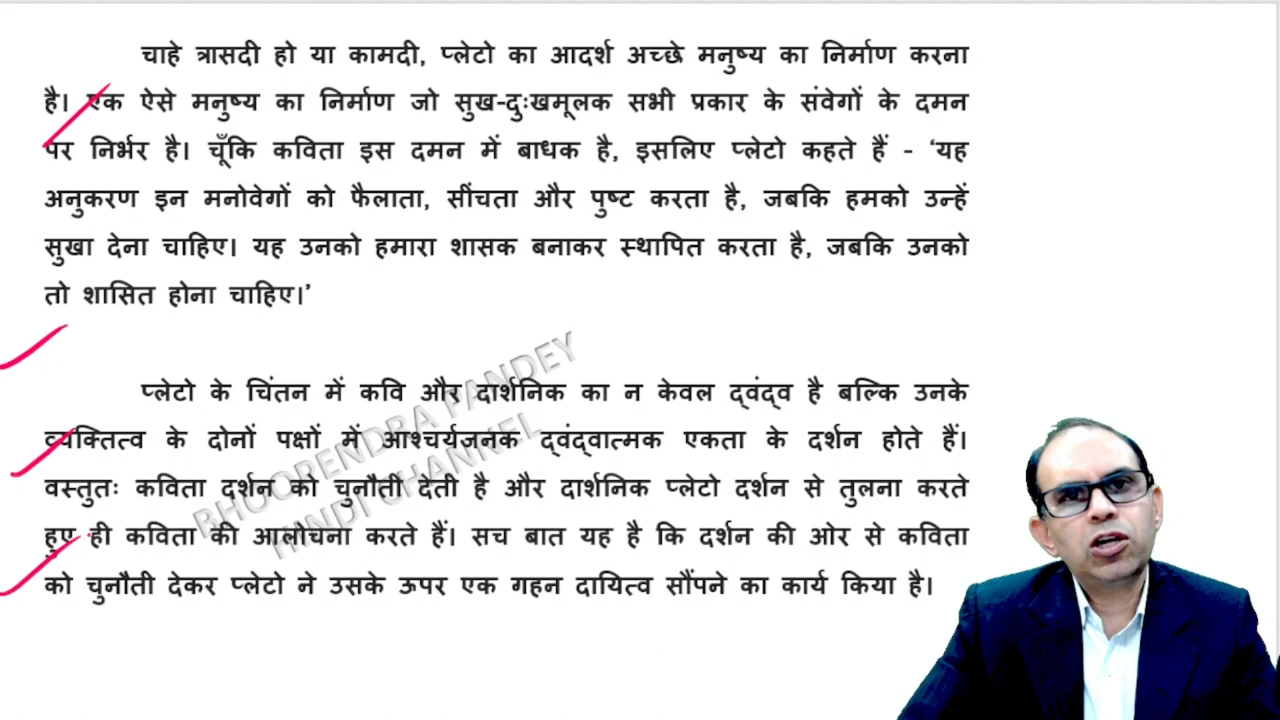 चाहे त्रासदी हो या कामदी, प्लेटो का आदर्श अच्छे मनुष्य का निर्माण करना
है। एक ऐसे मनुष्य का निर्माण जो सुख-दुःखमूलक सभी प्रकार के संवेगों के दमन
पर निर्भर है। चूँकि कविता इस दमन में बाधक है, इसलिए प्लेटो कहते हैं - ‘यह
अनुकरण इन मनोवेगों को फैलाता, सींचता और पुष्ट करता है, जबकि हमको उन्हें
सुखा देना चाहिए। यह उनको हमारा शासक बनाकर स्थापित करता है, जबकि उनको
तो शासित होना चाहिए।’
प्लेटो के चिंतन में कवि और दार्शनिक का न केवल द्वंद्व है बल्कि उनके
व्यक्तित्व के दोनों पक्षों में आश्चर्यजनक द्वंद्वात्मक एकता के दर्शन होते हैं।
वस्तुतः कविता दर्शन को चुनौती देती है और दार्शनिक प्लेटो दर्शन से तुलना करते
हुए ही कविता की आलोचना करते हैं। सच बात यह है कि दर्शन की ओर से कविता
को चुनौती देकर प्लेटो ने उसके ऊपर एक गहन दायित्व सौंपने का कार्य किया है।
BHOORENDRA PANDEY
HINDI CHANNEL